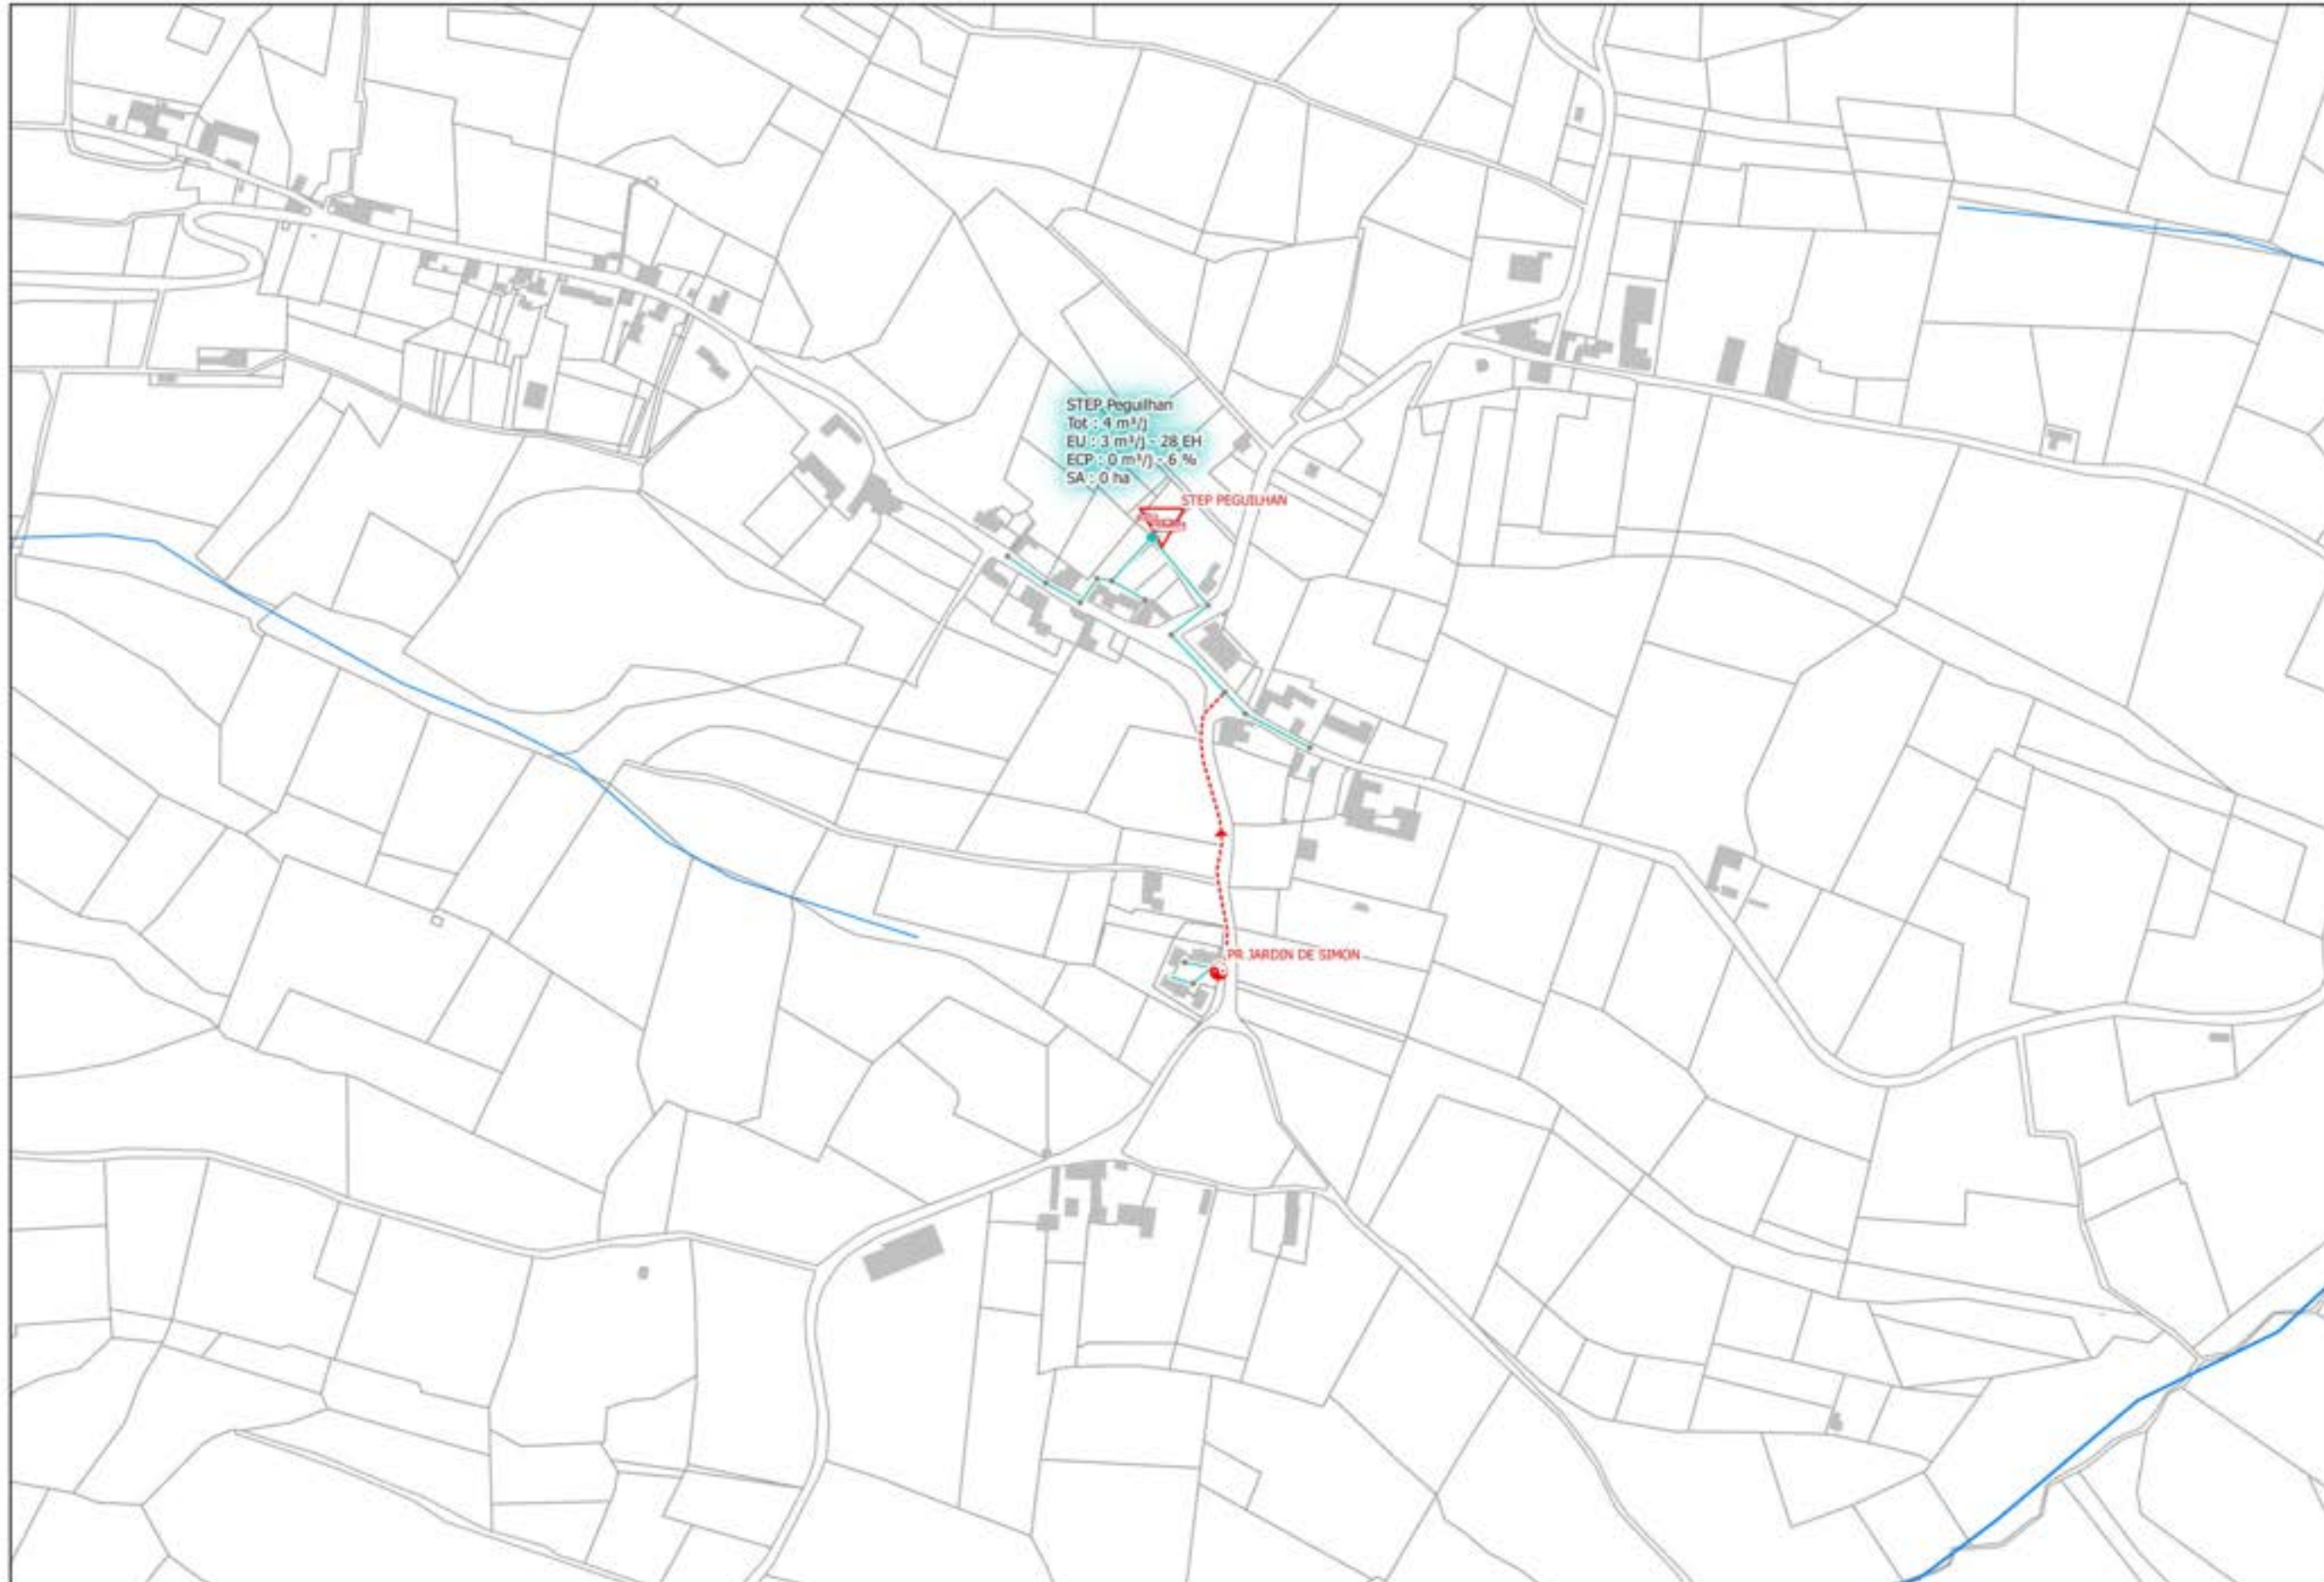 STEP Peguilhan
Tot : 4 m³/j
EU : 3 m³/j - 28 EH
ECP : 0 m³/j - 6 %
SA : 0 ha
STEP PEGUILHAN
PR JARDIN DE SIMON